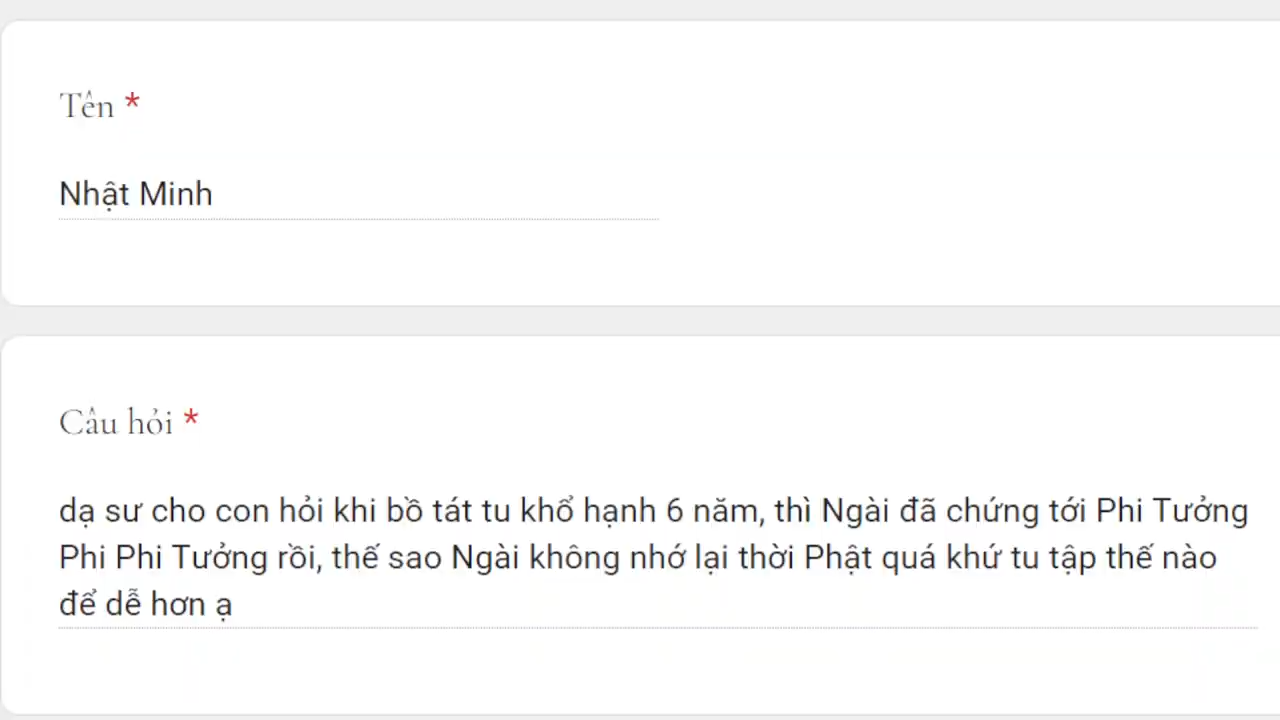 Tên *
Nhật Minh
Câu hỏi *
dạ sư cho con hỏi khi bồ tát tu khổ hạnh 6 năm, thì Ngài đã chứng tới Phi Tưởng
Phi Phi Tưởng rồi, thế sao Ngài không nhớ lại thời Phật quá khứ tu tập thế nào
để dễ hơn ạ